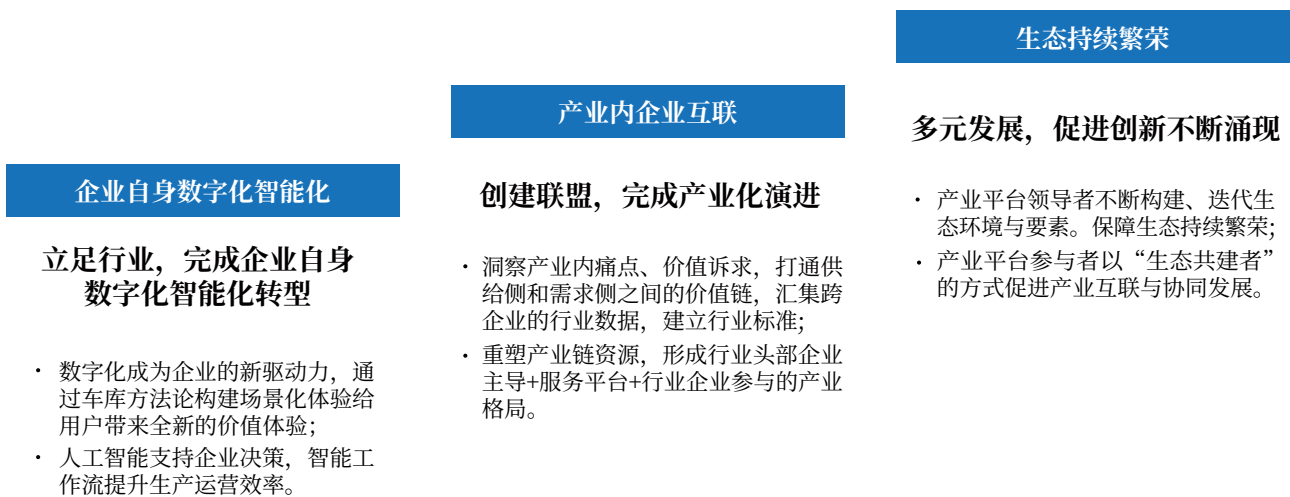 企业自身数字化智能化
立足行业，完成企业自身
数字化智能化转型
· 数字化成为企业的新驱动力，通
过车库方法论构建场景化体验给
用户带来全新的价值体验；
· 人工智能支持企业决策，智能工
作流提升生产运营效率。
产业内企业互联
创建联盟，完成产业化演进
· 洞察产业内痛点、价值诉求，打通供
给侧和需求侧之间的价值链，汇集跨
企业的行业数据，建立行业标准；
· 重塑产业链资源，形成行业头部企业
主导+服务平台+行业企业参与的产业
格局。
生态持续繁荣
多元发展，促进创新不断涌现
· 产业平台领导者不断构建、迭代生
态环境与要素。保障生态持续繁荣；
· 产业平台参与者以“生态共建者”
的方式促进产业互联与协同发展。